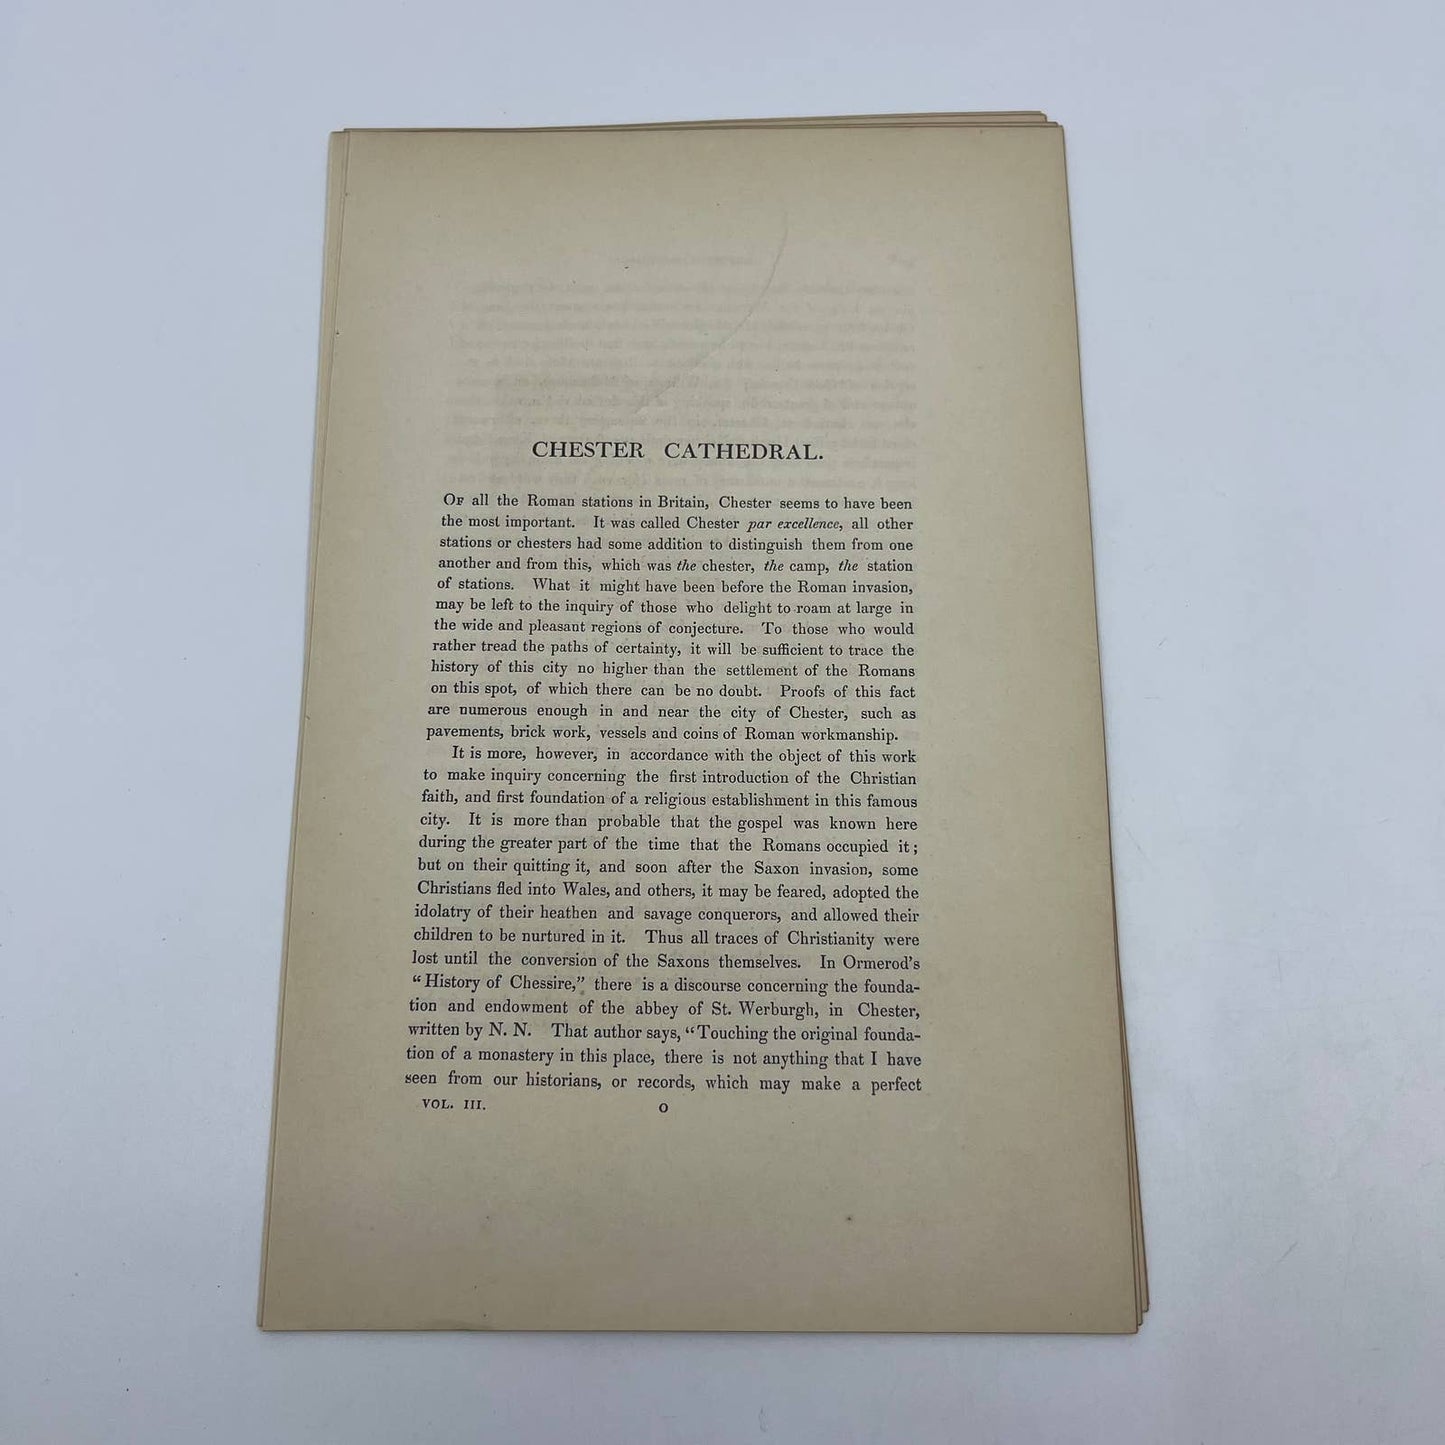 CHESTER CATHEDRAL.
Of all the Roman stations in Britain, Chester seems to have been
the most important. It was called Chester par excellence, all other
stations or chesters had some addition to distinguish them from one
another and from this, which was the chester, the camp, the station
of stations. What it might have been before the Roman invasion,
may be left to the inquiry of those who delight to roam at large in
the wide and pleasant regions of conjecture. To those who would
rather tread the paths of certainty, it will be sufficient to trace the
history of this city no higher than the settlement of the Romans
on this spot, of which there can be no doubt. Proofs of this fact
are numerous enough in and near the city of Chester, such as
pavements, brick work, vessels and coins of Roman workmanship.
It is more, however, in accordance with the object of this work
to make inquiry concerning the first introduction of the Christian
faith, and first foundation of a religious establishment in this famous
city. It is more than probable that the gospel was known here
during the greater part of the time that the Romans occupied it;
but on their quitting it, and soon after the Saxon invasion, some
Christians fled into Wales, and others, it may be feared, adopted the
idolatry of their heathen and savage conquerors, and allowed their
children to be nurtured in it. Thus all traces of Christianity were
lost until the conversion of the Saxons themselves. In Ormerod's
"History of Chessire," there is a discourse concerning the founda-
tion and endowment of the abbey of St. Werburgh, in Chester,
written by N. N. That author says, "Touching the original founda-
tion of a monastery in this place, there is not anything that I have
seen from our historians, or records, which may make a perfect
VOL. III. O